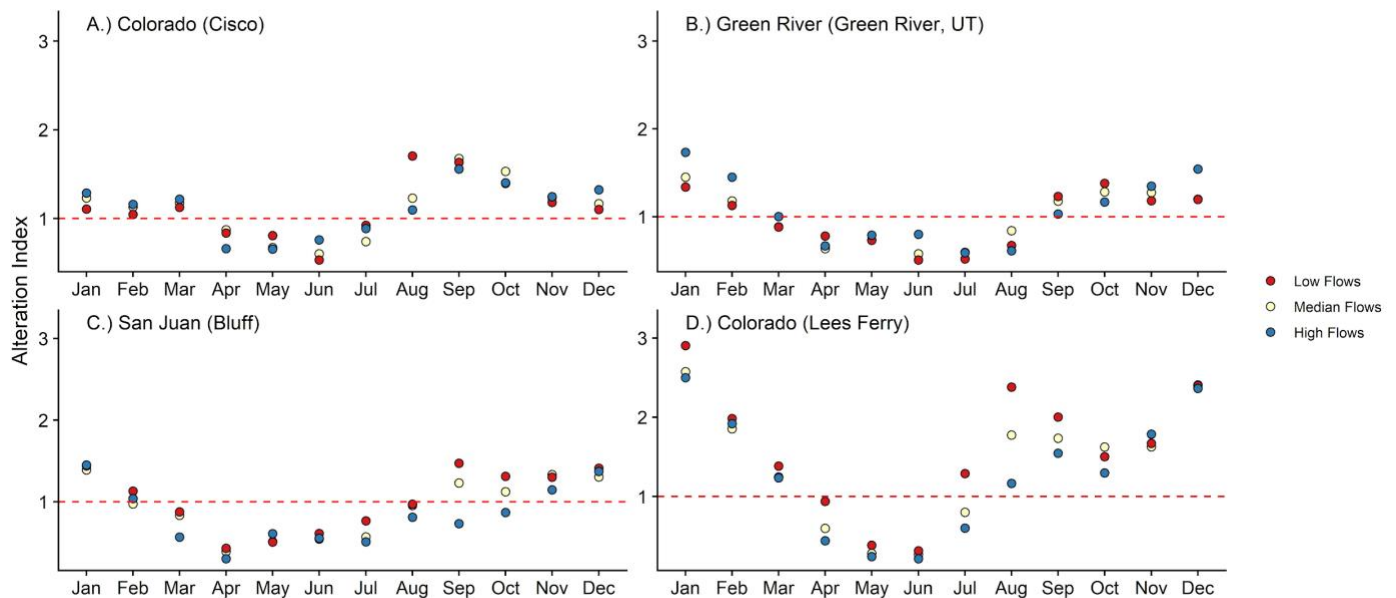 A.) Colorado (Cisco)
3
2
1
Jan Feb Mar Apr May Jun Jul Aug Sep Oct Nov Dec
B.) Green River (Green River, UT)
3
2
1
Jan Feb Mar Apr May Jun Jul Aug Sep Oct Nov Dec
C.) San Juan (Bluff)
3
2
1
Jan Feb Mar Apr May Jun Jul Aug Sep Oct Nov Dec
D.) Colorado (Lees Ferry)
3
2
1
Jan Feb Mar Apr May Jun Jul Aug Sep Oct Nov Dec
Alteration Index
Low Flows
Median Flows
High Flows